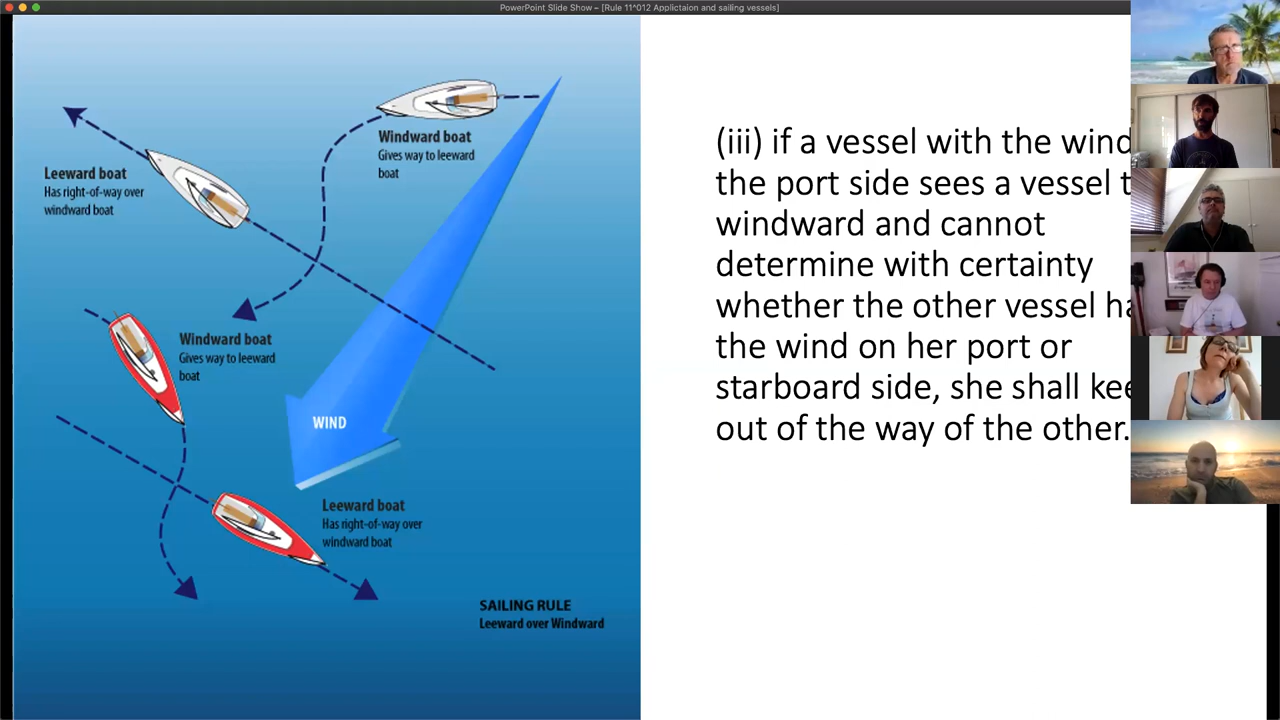 PowerPoint Slide Show – [Rule 11^012 Applictaion and sailing vessels]
Windward boat
Gives way to leeward
boat
Leeward boat
Has right-of-way over
windward boat
Windward boat
Gives way to leeward
boat
WIND
Leeward boat
Has right-of-way over
windward boat
SAILING RULE
Leeward over Windward
(iii) if a vessel with the wind
the port side sees a vessel
windward and cannot
determine with certainty
whether the other vessel
the wind on her port or
starboard side, she shall
out of the way of the other.